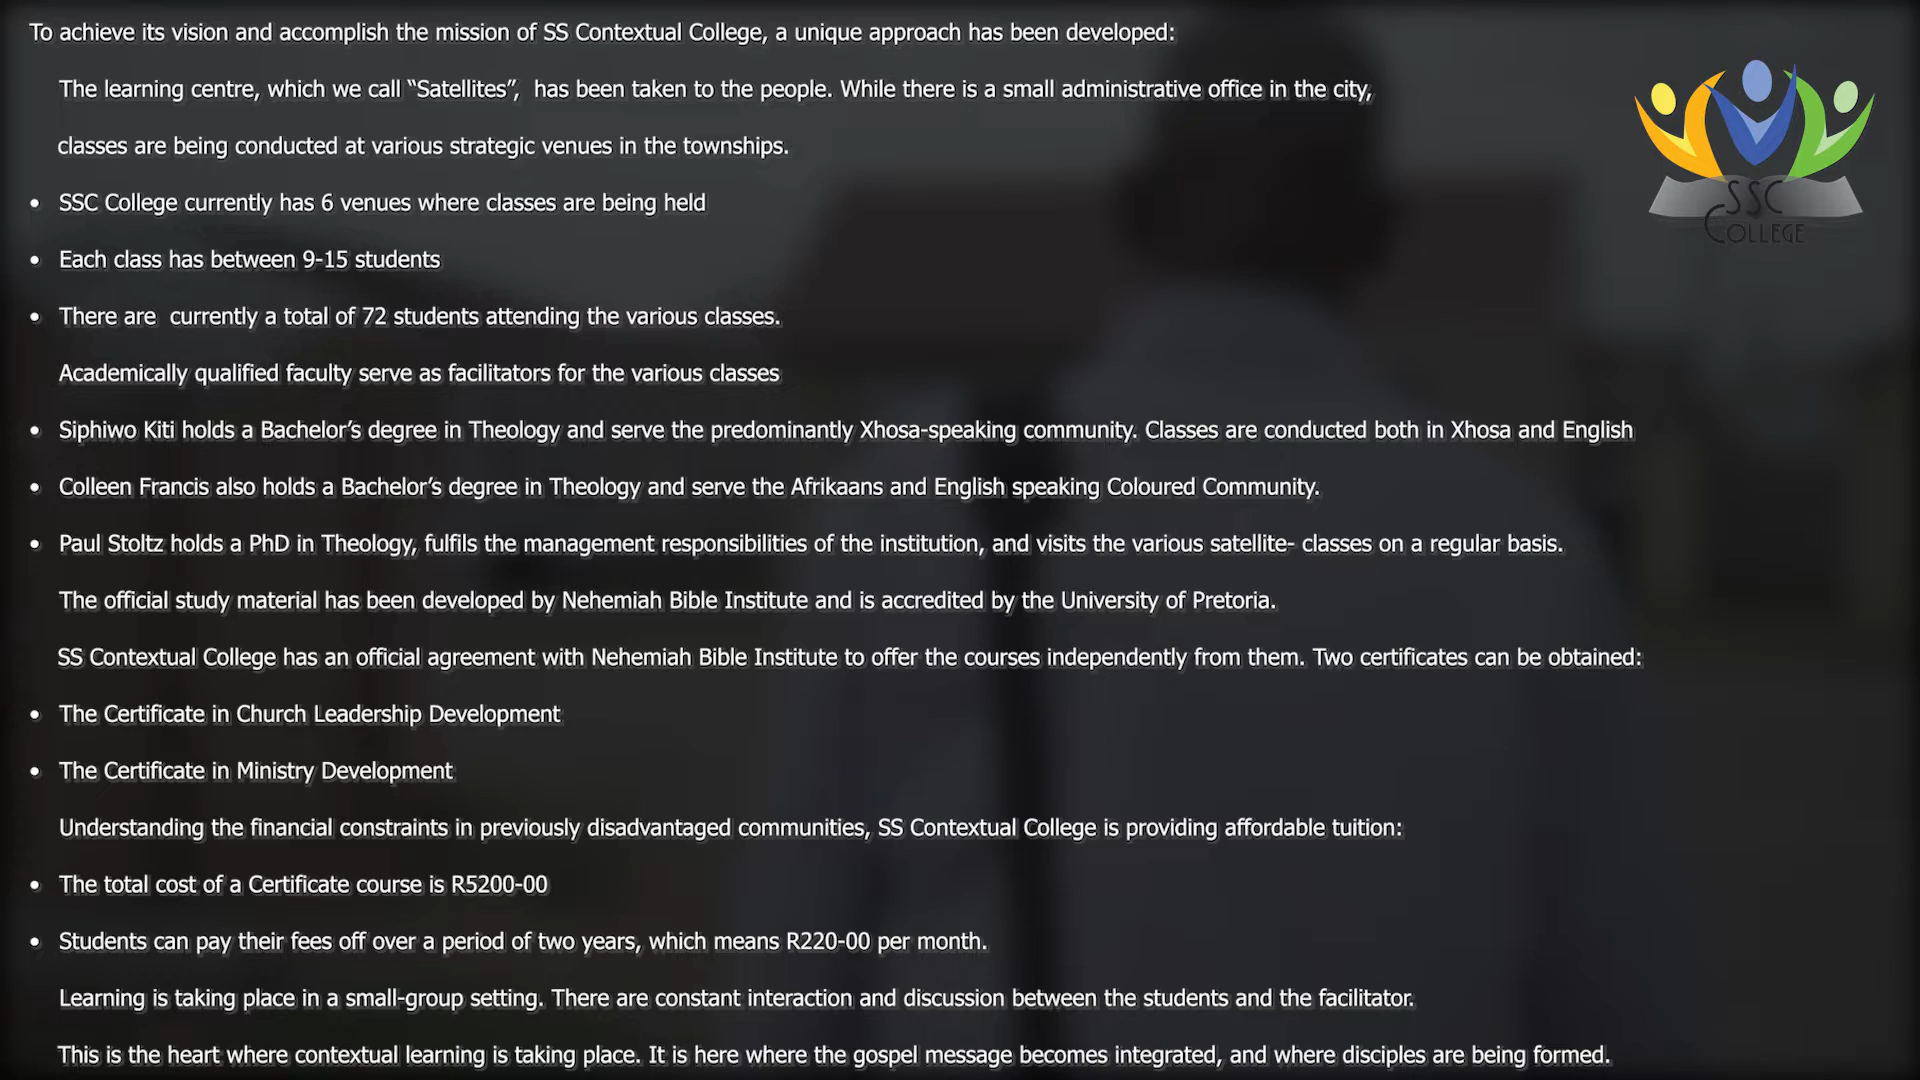 To achieve its vision and accomplish the mission of SS Contextual College, a unique approach has been developed:
The learning centre, which we call “Satellites”,  has been taken to the people. While there is a small administrative office in the city,
classes are being conducted at various strategic venues in the townships.
• SSC College currently has 6 venues where classes are being held
• Each class has between 9-15 students
• There are  currently a total of 72 students attending the various classes.
Academically qualified faculty serve as facilitators for the various classes
• Siphiwo Kiti holds a Bachelor’s degree in Theology and serve the predominantly Xhosa-speaking community. Classes are conducted both in Xhosa and English
• Colleen Francis also holds a Bachelor’s degree in Theology and serve the Afrikaans and English speaking Coloured Community.
• Paul Stoltz holds a PhD in Theology, fulfils the management responsibilities of the institution, and visits the various satellite- classes on a regular basis.
The official study material has been developed by Nehemiah Bible Institute and is accredited by the University of Pretoria.
SS Contextual College has an official agreement with Nehemiah Bible Institute to offer the courses independently from them. Two certificates can be obtained:
• The Certificate in Church Leadership Development
• The Certificate in Ministry Development
Understanding the financial constraints in previously disadvantaged communities, SS Contextual College is providing affordable tuition:
• The total cost of a Certificate course is R5200-00
• Students can pay their fees off over a period of two years, which means R220-00 per month.
Learning is taking place in a small-group setting. There are constant interaction and discussion between the students and the facilitator.
This is the heart where contextual learning is taking place. It is here where the gospel message becomes integrated, and where disciples are being formed.
SSC
COLLEGE